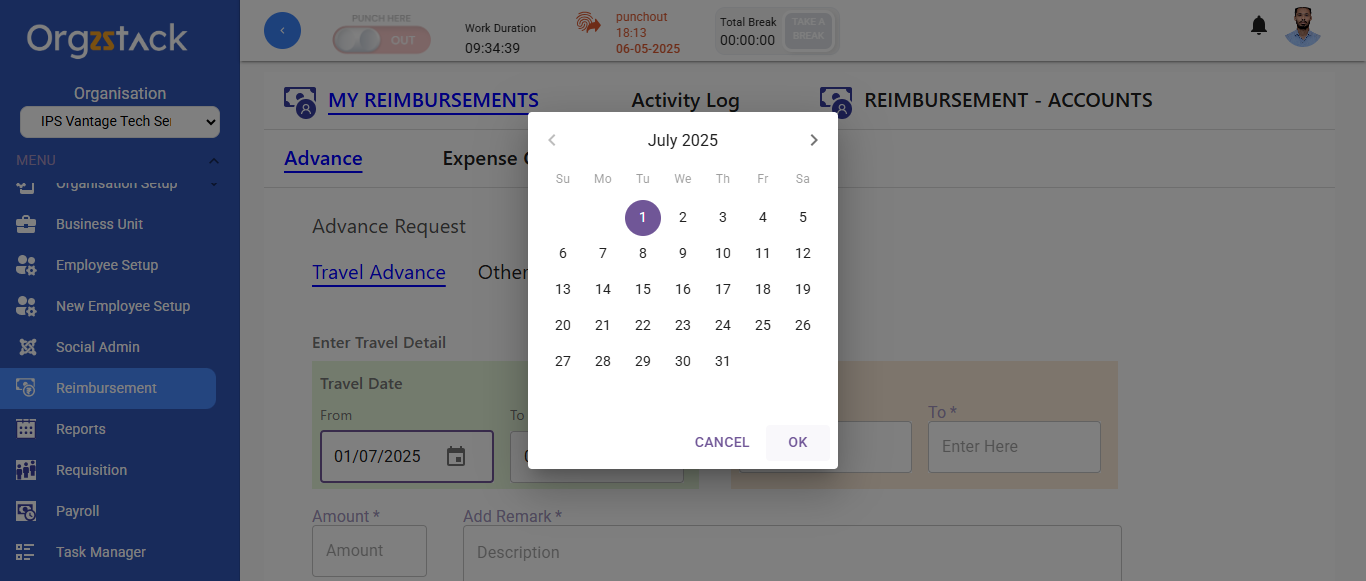 Orgzstack
Organisation
IPS Vantage Tech Ser
MENU
Organisation Setup
Business Unit
Employee Setup
New Employee Setup
Social Admin
Reimbursement
Reports
Requisition
Payroll
Task Manager
PUNCH HERE
OUT
Work Duration
09:34:39
punchout
18:13
06-05-2025
Total Break
00:00:00
TAKE A
BREAK
MY REIMBURSEMENTS
Activity Log
REIMBURSEMENT - ACCOUNTS
Advance
Expense
Advance Request
Travel Advance
Other
Enter Travel Detail
Travel Date
From
To
01/07/2025
To *
Enter Here
Amount *
Amount
Add Remark *
Description
July 2025
Su Mo Tu We Th Fr Sa
1 2 3 4 5
6 7 8 9 10 11 12
13 14 15 16 17 18 19
20 21 22 23 24 25 26
27 28 29 30 31
CANCEL OK